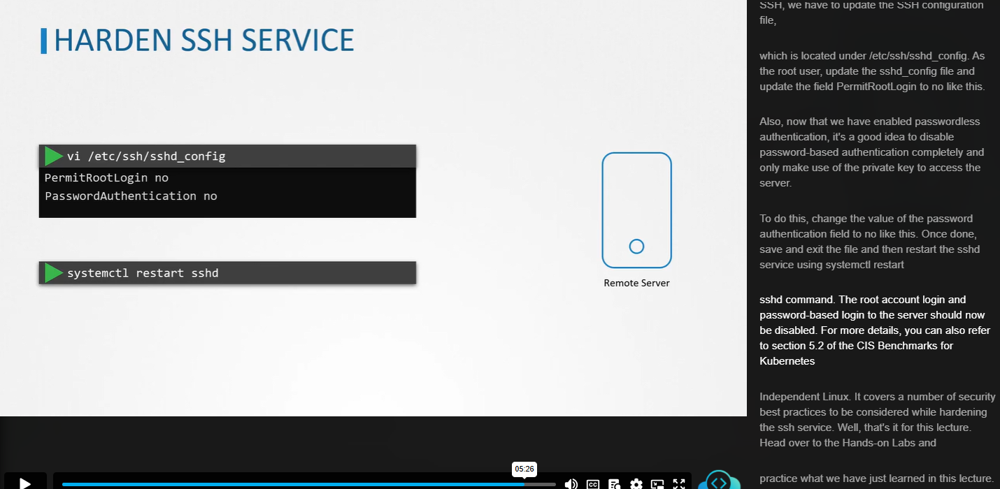 HARDEN SSH SERVICE
vi /etc/ssh/sshd_config
PermitRootLogin no
PasswordAuthentication no
systemctl restart sshd
Remote Server
05:26
CC
SSH, we have to update the SSH configuration
file,
which is located under /etc/ssh/sshd_config. As
the root user, update the sshd_config file and
update the field PermitRootLogin to no like this.
Also, now that we have enabled passwordless
authentication, it's a good idea to disable
password-based authentication completely and
only make use of the private key to access the
server.
To do this, change the value of the password
authentication field to no like this. Once done,
save and exit the file and then restart the sshd
service using systemctl restart
sshd command. The root account login and
password-based login to the server should now
be disabled. For more details, you can also refer
to section 5.2 of the CIS Benchmarks for
Kubernetes
Independent Linux. It covers a number of security
best practices to be considered while hardening
the ssh service. Well, that's it for this lecture.
Head over to the Hands-on Labs and
practice what we have just learned in this lecture.